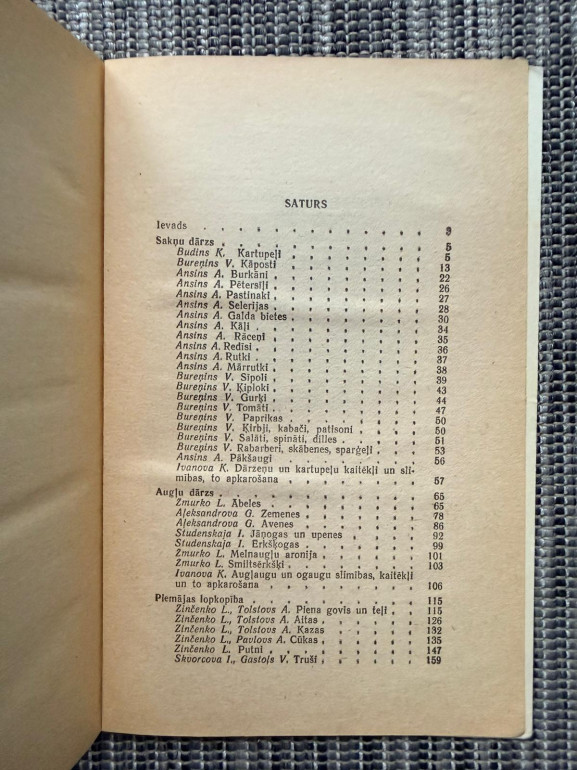 SATURS
Ievads . . . . . . . . . . . . 3
Sakņu dārzs . . . . . . . . . . 5
Budins K. Kartupeļi . . . . . . . . 5
Bureņins V. Kāposti . . . . . . . . 13
Ansins A. Burkāni . . . . . . . . 22
Ansins A. Pētersiļi . . . . . . . . 26
Ansins A. Pastinaki . . . . . . . . 27
Ansins A. Selerijas . . . . . . . . 28
Ansins A. Galda bietes . . . . . . . 30
Ansins A. Kāļi . . . . . . . . . 34
Ansins A. Rāceņi . . . . . . . . 35
Ansins A. Redīsi . . . . . . . . 36
Ansins A. Rutki . . . . . . . . . 37
Ansins A. Mārrutki . . . . . . . . 38
Bureņins V. Sīpoli . . . . . . . . 39
Bureņins V. Ķiploki . . . . . . . . 43
Bureņins V. Gurķi . . . . . . . . 44
Bureņins V. Tomāti . . . . . . . . 47
Bureņins V. Paprikas . . . . . . . 50
Bureņins V. Ķirbji, kabači, patisoni . . . . 50
Bureņins V. Salāti, spināti, dilles . . . . . 51
Bureņins V. Rabarberi, skābenes, sparģeļi . . . 53
Ansins A. Pākšaugi . . . . . . . . 56
Ivanova K. Dārzeņu un kartupeļu kaitēkļi un sli-
mības, to apkarošana . . . . . . . 57
Augļu dārzs . . . . . . . . . . 65
Žmurko L. Ābeles . . . . . . . . 65
Aļeksandrova G. Zemenes . . . . . . 78
Aļeksandrova G. Avenes . . . . . . . 86
Studenskaja I. Jāņogas un upenes . . . . . 92
Studenskaja I. Ērkšķogas . . . . . . 99
Žmurko L. Melnaugļu aronija . . . . . . 101
Žmurko L. Smiltsērkšķi . . . . . . . 103
Ivanova K. Augļaugu un ogaugu slimības, kaitēkļi
un to apkarošana . . . . . . . . 106
Piemājas lopkopība . . . . . . . . 115
Zinčenko L., Tolstovs A. Piena govis un teļi . . . 115
Zinčenko L., Tolstovs A. Aitas . . . . . 126
Zinčenko L., Tolstovs A. Kazas . . . . . 132
Zinčenko L., Pavlovs A. Cūkas . . . . . 135
Zinčenko L. Putni . . . . . . . . 147
Skvorcova I., Gastols V. Truši . . . . . 159